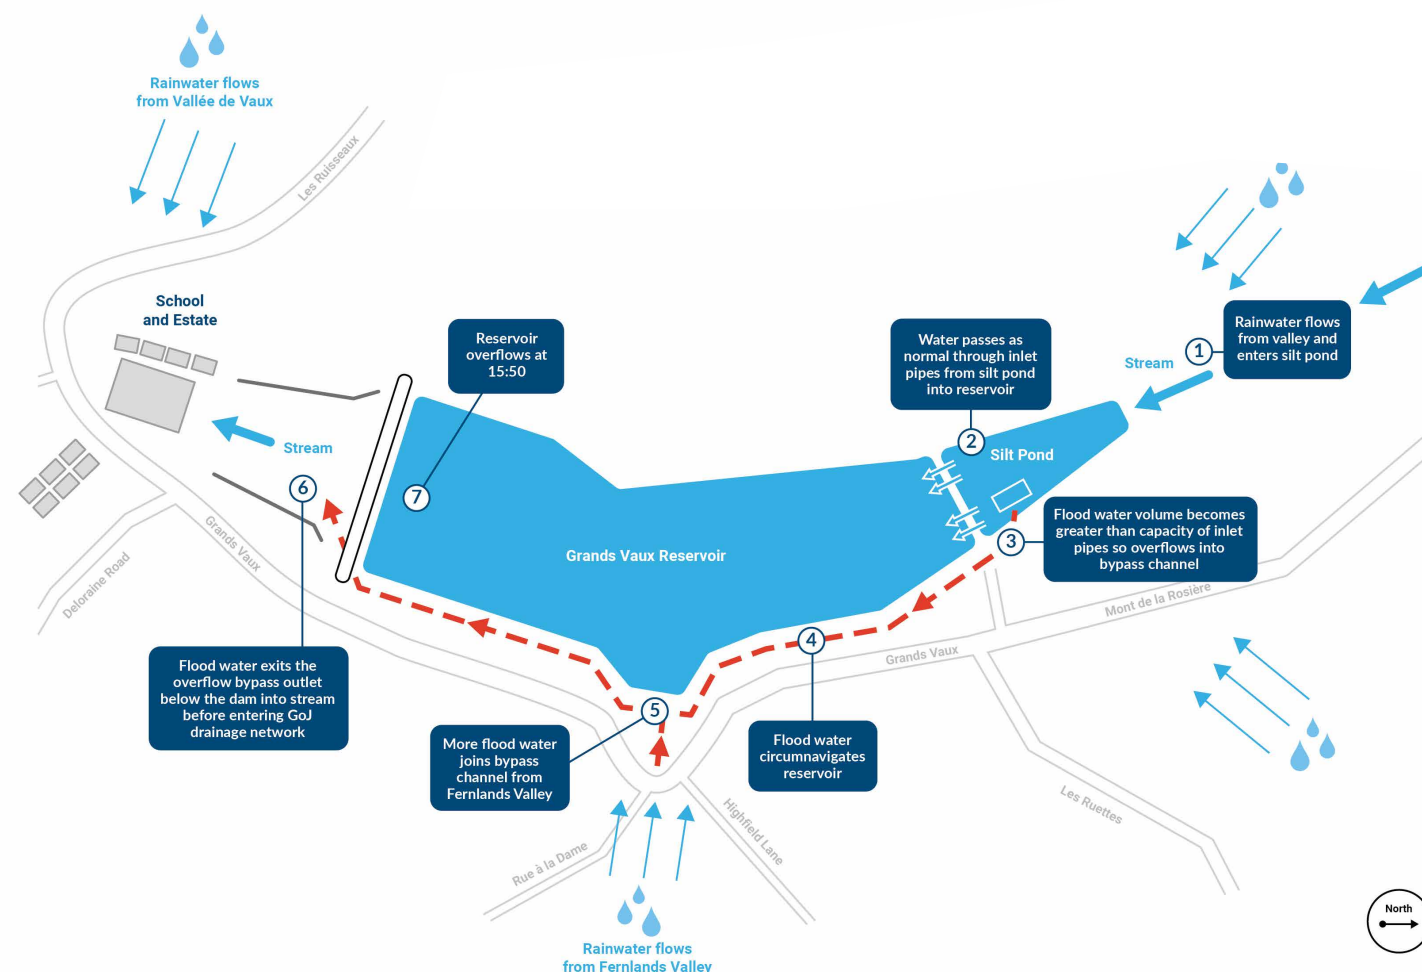 Rainwater flows
from Vallée de Vaux
Les Ruisseaux
School
and Estate
Reservoir
overflows at
15:50
Water passes as
normal through inlet
pipes from silt pond
into reservoir
Rainwater flows
from valley and
enters silt pond
1
Stream
2
Silt Pond
Stream
6
7
Flood water volume becomes
greater than capacity of inlet
pipes so overflows into
bypass channel
3
Grands Vaux Reservoir
Grands Vaux
Deloraine Road
Mont de la Rosière
4
Grands Vaux
Flood water exits the
overflow bypass outlet
below the dam into stream
before entering GoJ
drainage network
5
More flood water
joins bypass
channel from
Fernlands Valley
Flood water
circumnavigates
reservoir
Les Ruettes
Highfield Lane
Rue à la Dame
North
Rainwater flows
from Fernlands Valley